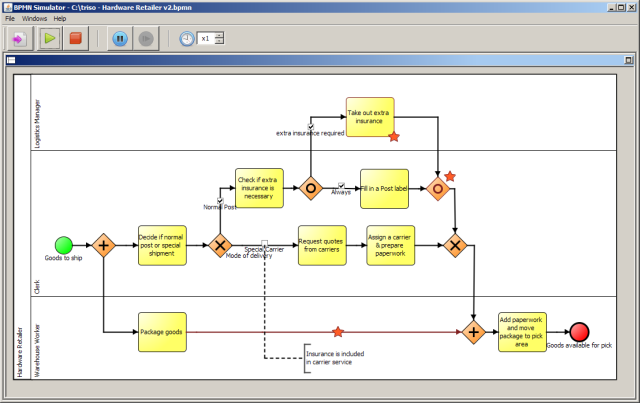 BPMN Simulator - C:\triso - Hardware Retailer v2.bpmn
File Windows Help
x1
Hardware Retailer
Logistics Manager
Take out extra
insurance
extra insurance required
Clerk
Check if extra
insurance is
necessary
Always
Fill in a Post label
Normal Post
Goods to ship
Decide if normal
post or special
shipment
Mode of delivery
Special Carrier
Request quotes
from carriers
Assign a carrier
& prepare
paperwork
Warehouse Worker
Package goods
Insurance is included
in carrier service
Add paperwork
and move
package to pick
area
Goods available for pick